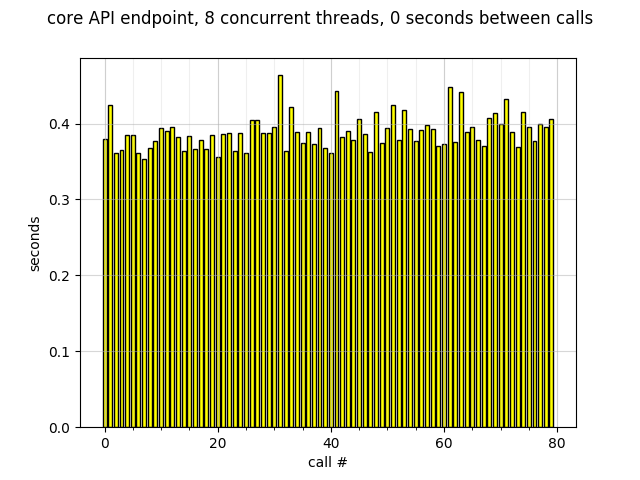 core API endpoint, 8 concurrent threads, 0 seconds between calls
0.4
0.3
0.2
0.1
0.0
seconds
0 20 40 60 80
call #